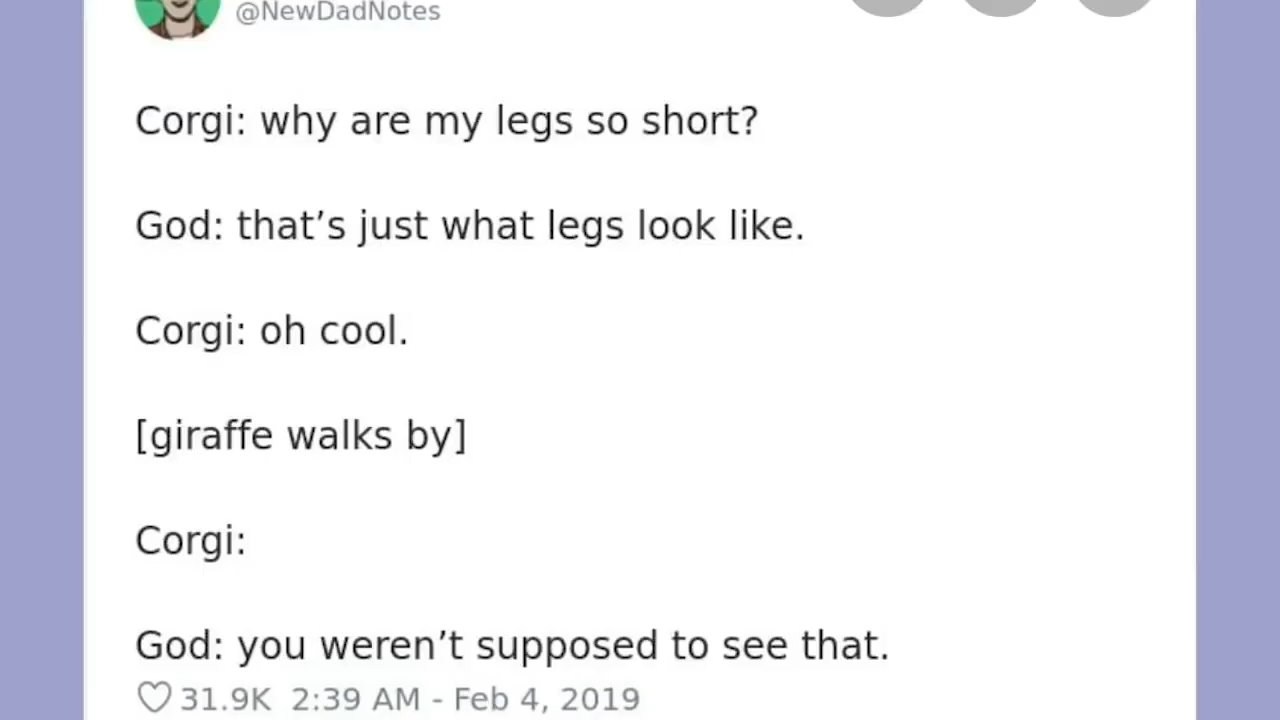 @NewDadNotes
Corgi: why are my legs so short?
God: that’s just what legs look like.
Corgi: oh cool.
[giraffe walks by]
Corgi:
God: you weren’t supposed to see that.
31.9K 2:39 AM - Feb 4, 2019